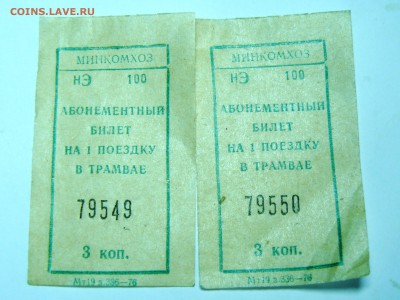 COINS.LAVE.RU
МИНКОМХОЗ
НЭ 100
АБОНЕМЕНТНЫЙ
БИЛЕТ
НА 1 ПОЕЗДКУ
В ТРАМВАЕ
79549
3 коп.
МИНКОМХОЗ
НЭ 100
АБОНЕМЕНТНЫЙ
БИЛЕТ
НА 1 ПОЕЗДКУ
В ТРАМВАЕ
79550
3 коп.